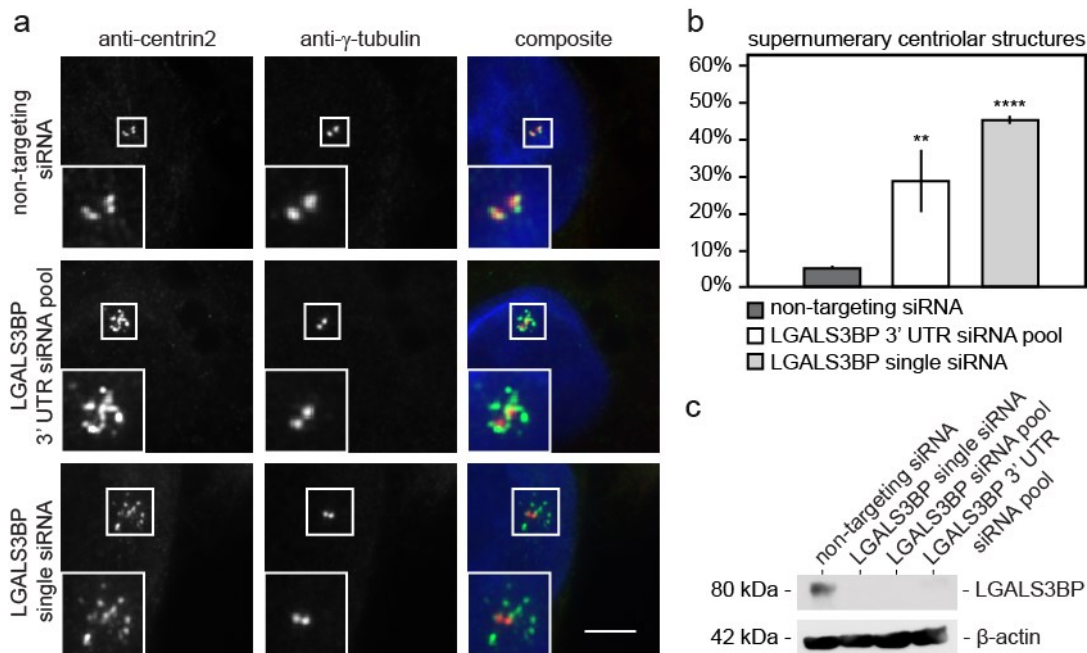 a
anti-centrin2
anti-γ-tubulin
composite
non-targeting
siRNA
LGALS3BP
3’ UTR siRNA pool
LGALS3BP
single siRNA
b
supernumerary centriolar structures
60%
50%
40%
30%
20%
10%
0%
**
****
non-targeting siRNA
LGALS3BP 3’ UTR siRNA pool
LGALS3BP single siRNA
c
non-targeting siRNA
LGALS3BP single siRNA
LGALS3BP siRNA pool
LGALS3BP 3’ UTR
siRNA pool
80 kDa -
- LGALS3BP
42 kDa -
- β-actin